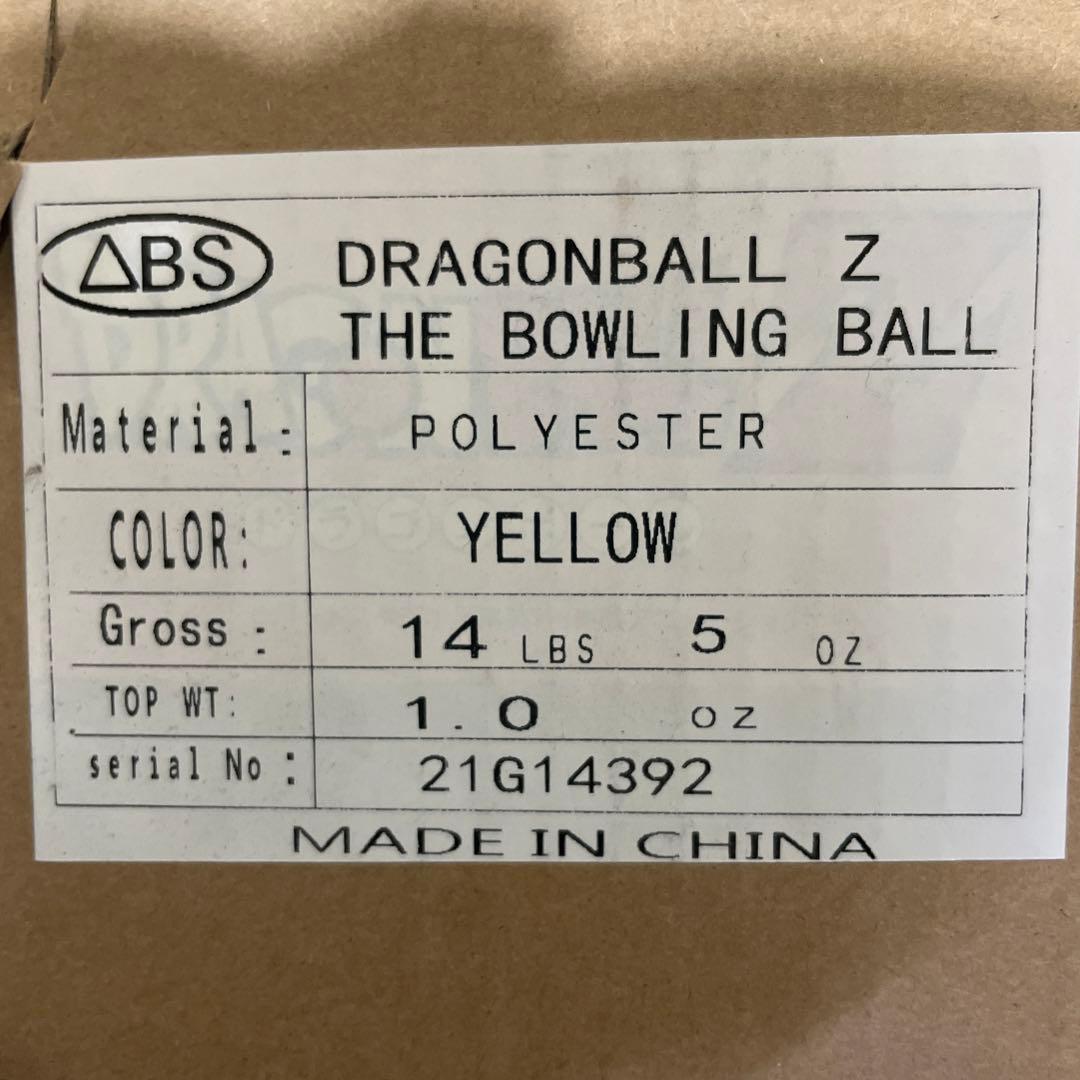 ABS
DRAGONBALL Z
THE BOWLING BALL
Material: POLYESTER
COLOR: YELLOW
Gross: 14 LBS 5 OZ
TOP WT: 1.0 OZ
serial No: 21G14392
MADE IN CHINA